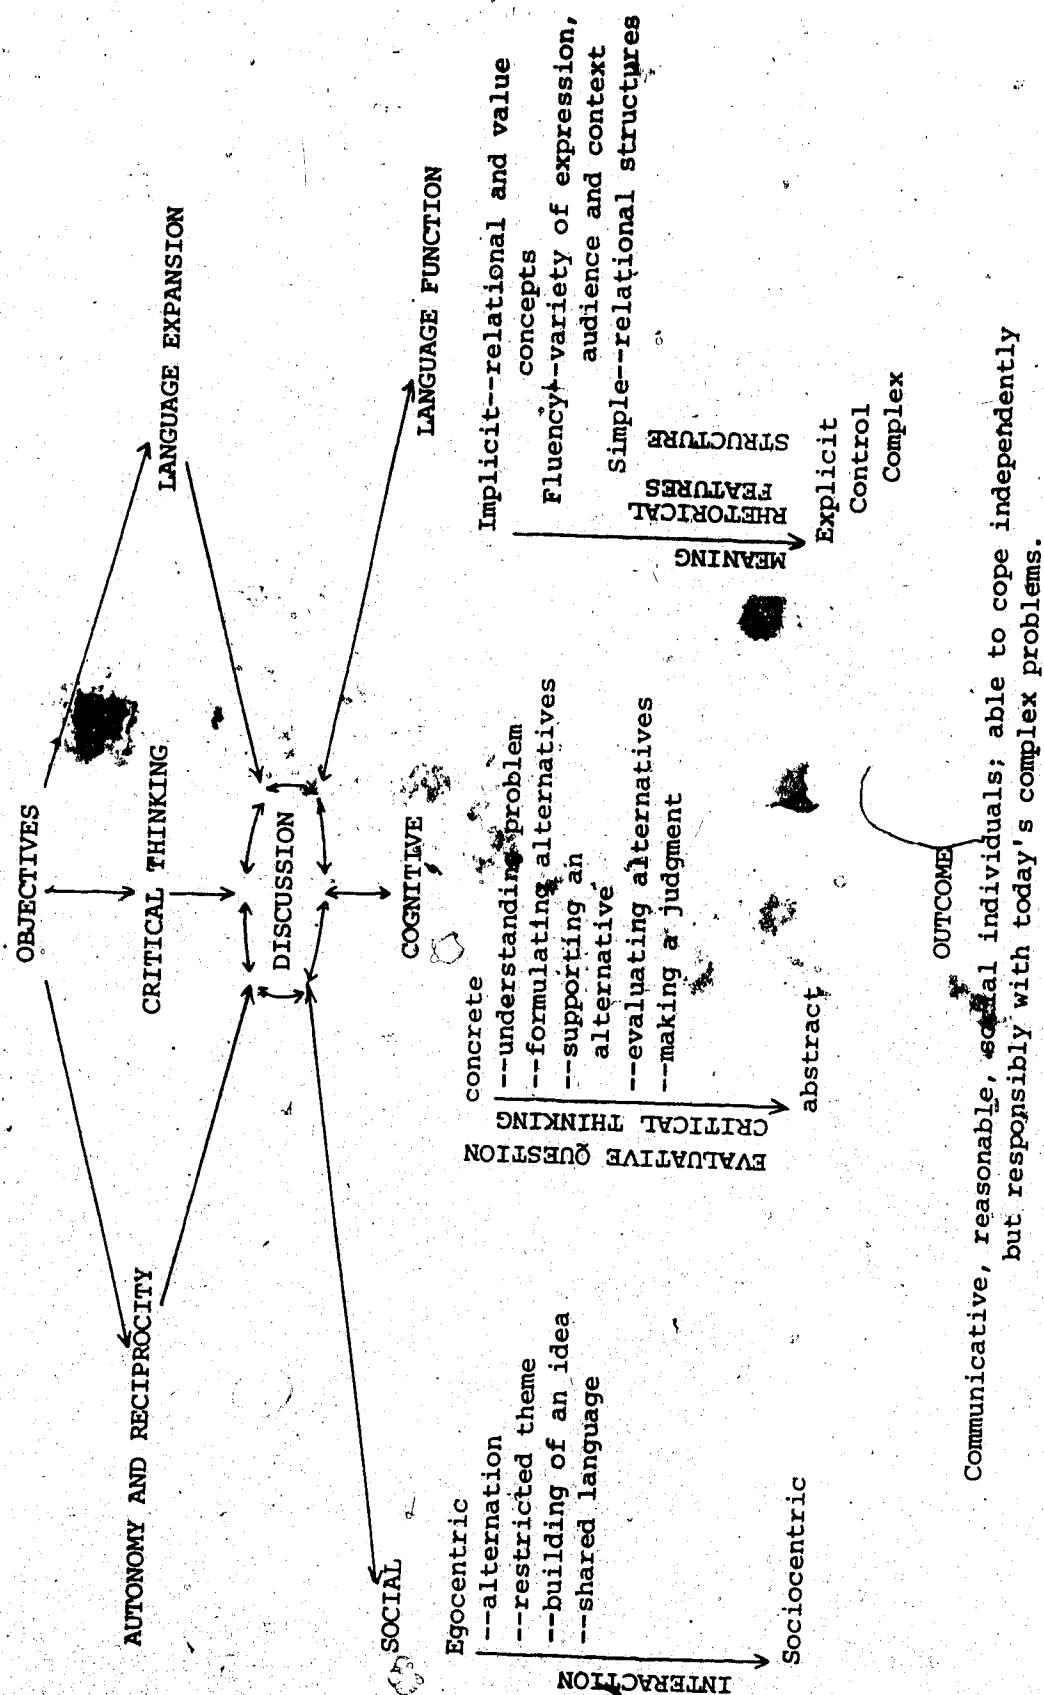 OBJECTIVES
AUTONOMY AND RECIPROCITY
CRITICAL THINKING
LANGUAGE EXPANSION
DISCUSSION
SOCIAL
COGNITIVE
LANGUAGE FUNCTION
INTERACTION
Egocentric
--alternation
--restricted theme
--building of an idea
--shared language
Sociocentric
EVALUATIVE QUESTION
CRITICAL THINKING
concrete
--understanding problem
--formulating alternatives
--supporting an
alternative
--evaluating alternatives
--making a judgment
abstract
MEANING
RHETORICAL
FEATURES
STRUCTURE
Implicit--relational and value
concepts
Fluency--variety of expression,
audience and context
Simple--relational structures
Explicit
Control
Complex
OUTCOME
Communicative, reasonable, social individuals; able to cope independently
but responsibly with today's complex problems.